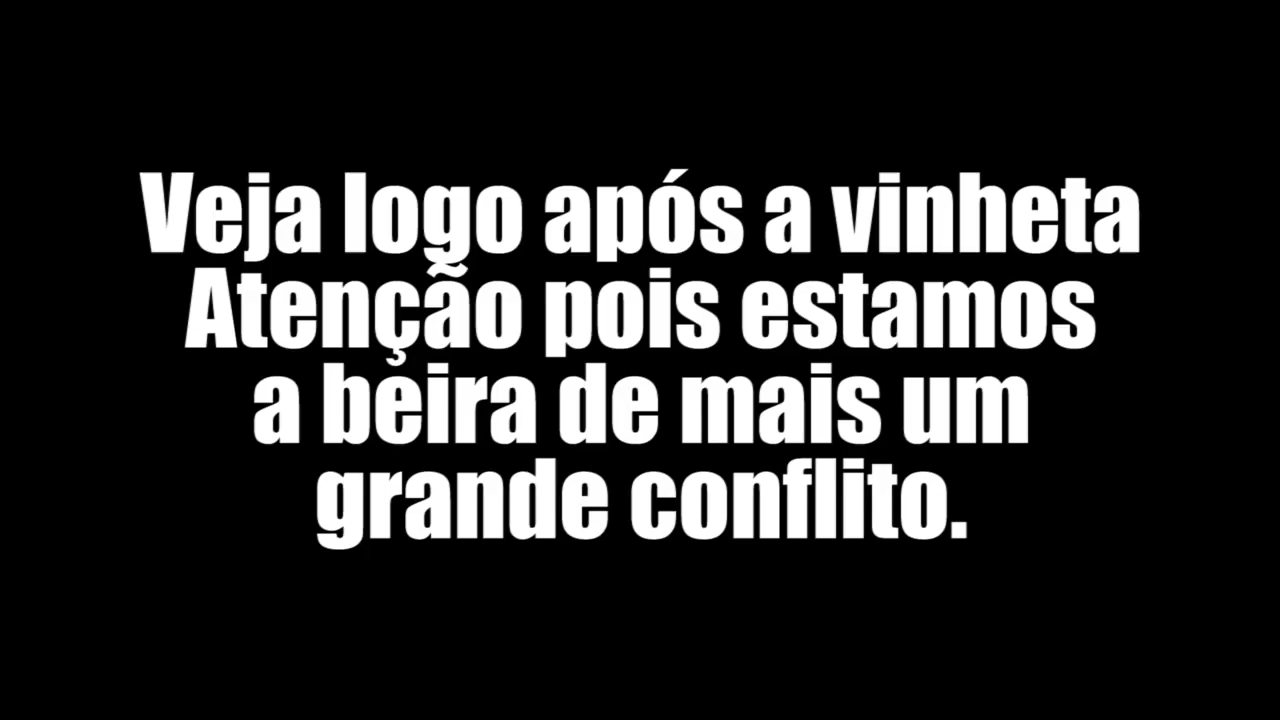 Veja logo após a vinheta
Atenção pois estamos
a beira de mais um
grande conflito.